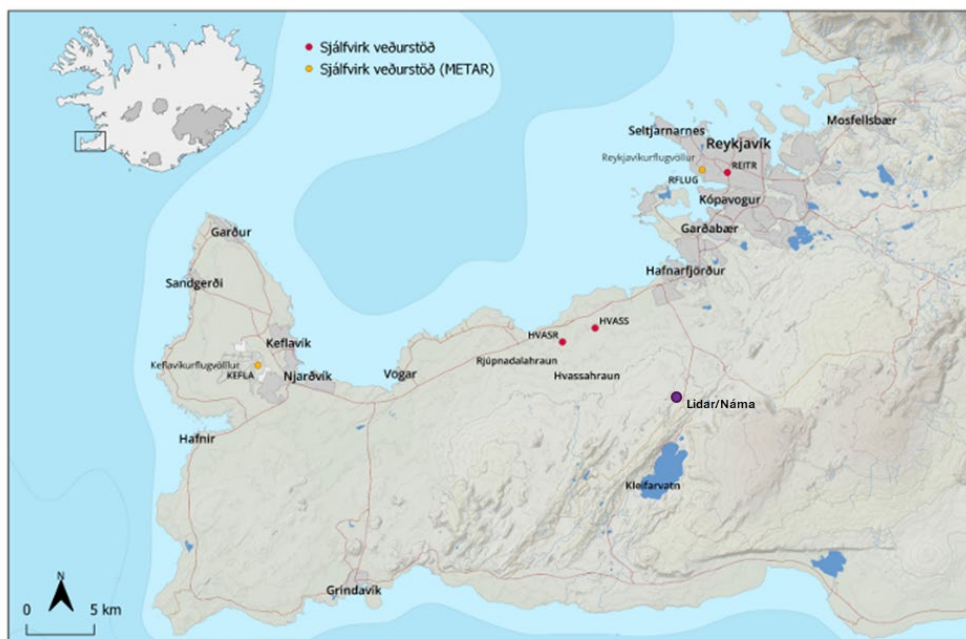 Sjálfvirk veðurstöð
Sjálfvirk veðurstöð (METAR)
Mosfellsbær
Seltjarnarnes
Reykjavík
Reykjavíkurflugvöllur
REITR
RFLUG
Kópavogur
Garðabær
Garður
Hafnarfjörður
Sandgerði
HVASS
HVASR
Keflavík
Rjúpnadalahraun
Keflavíkurflugvöllur
KEFLA
Njarðvík
Vogar
Hvassahraun
Lidar/Náma
Hafnir
Kleifarvatn
Grindavík
N
0 5 km